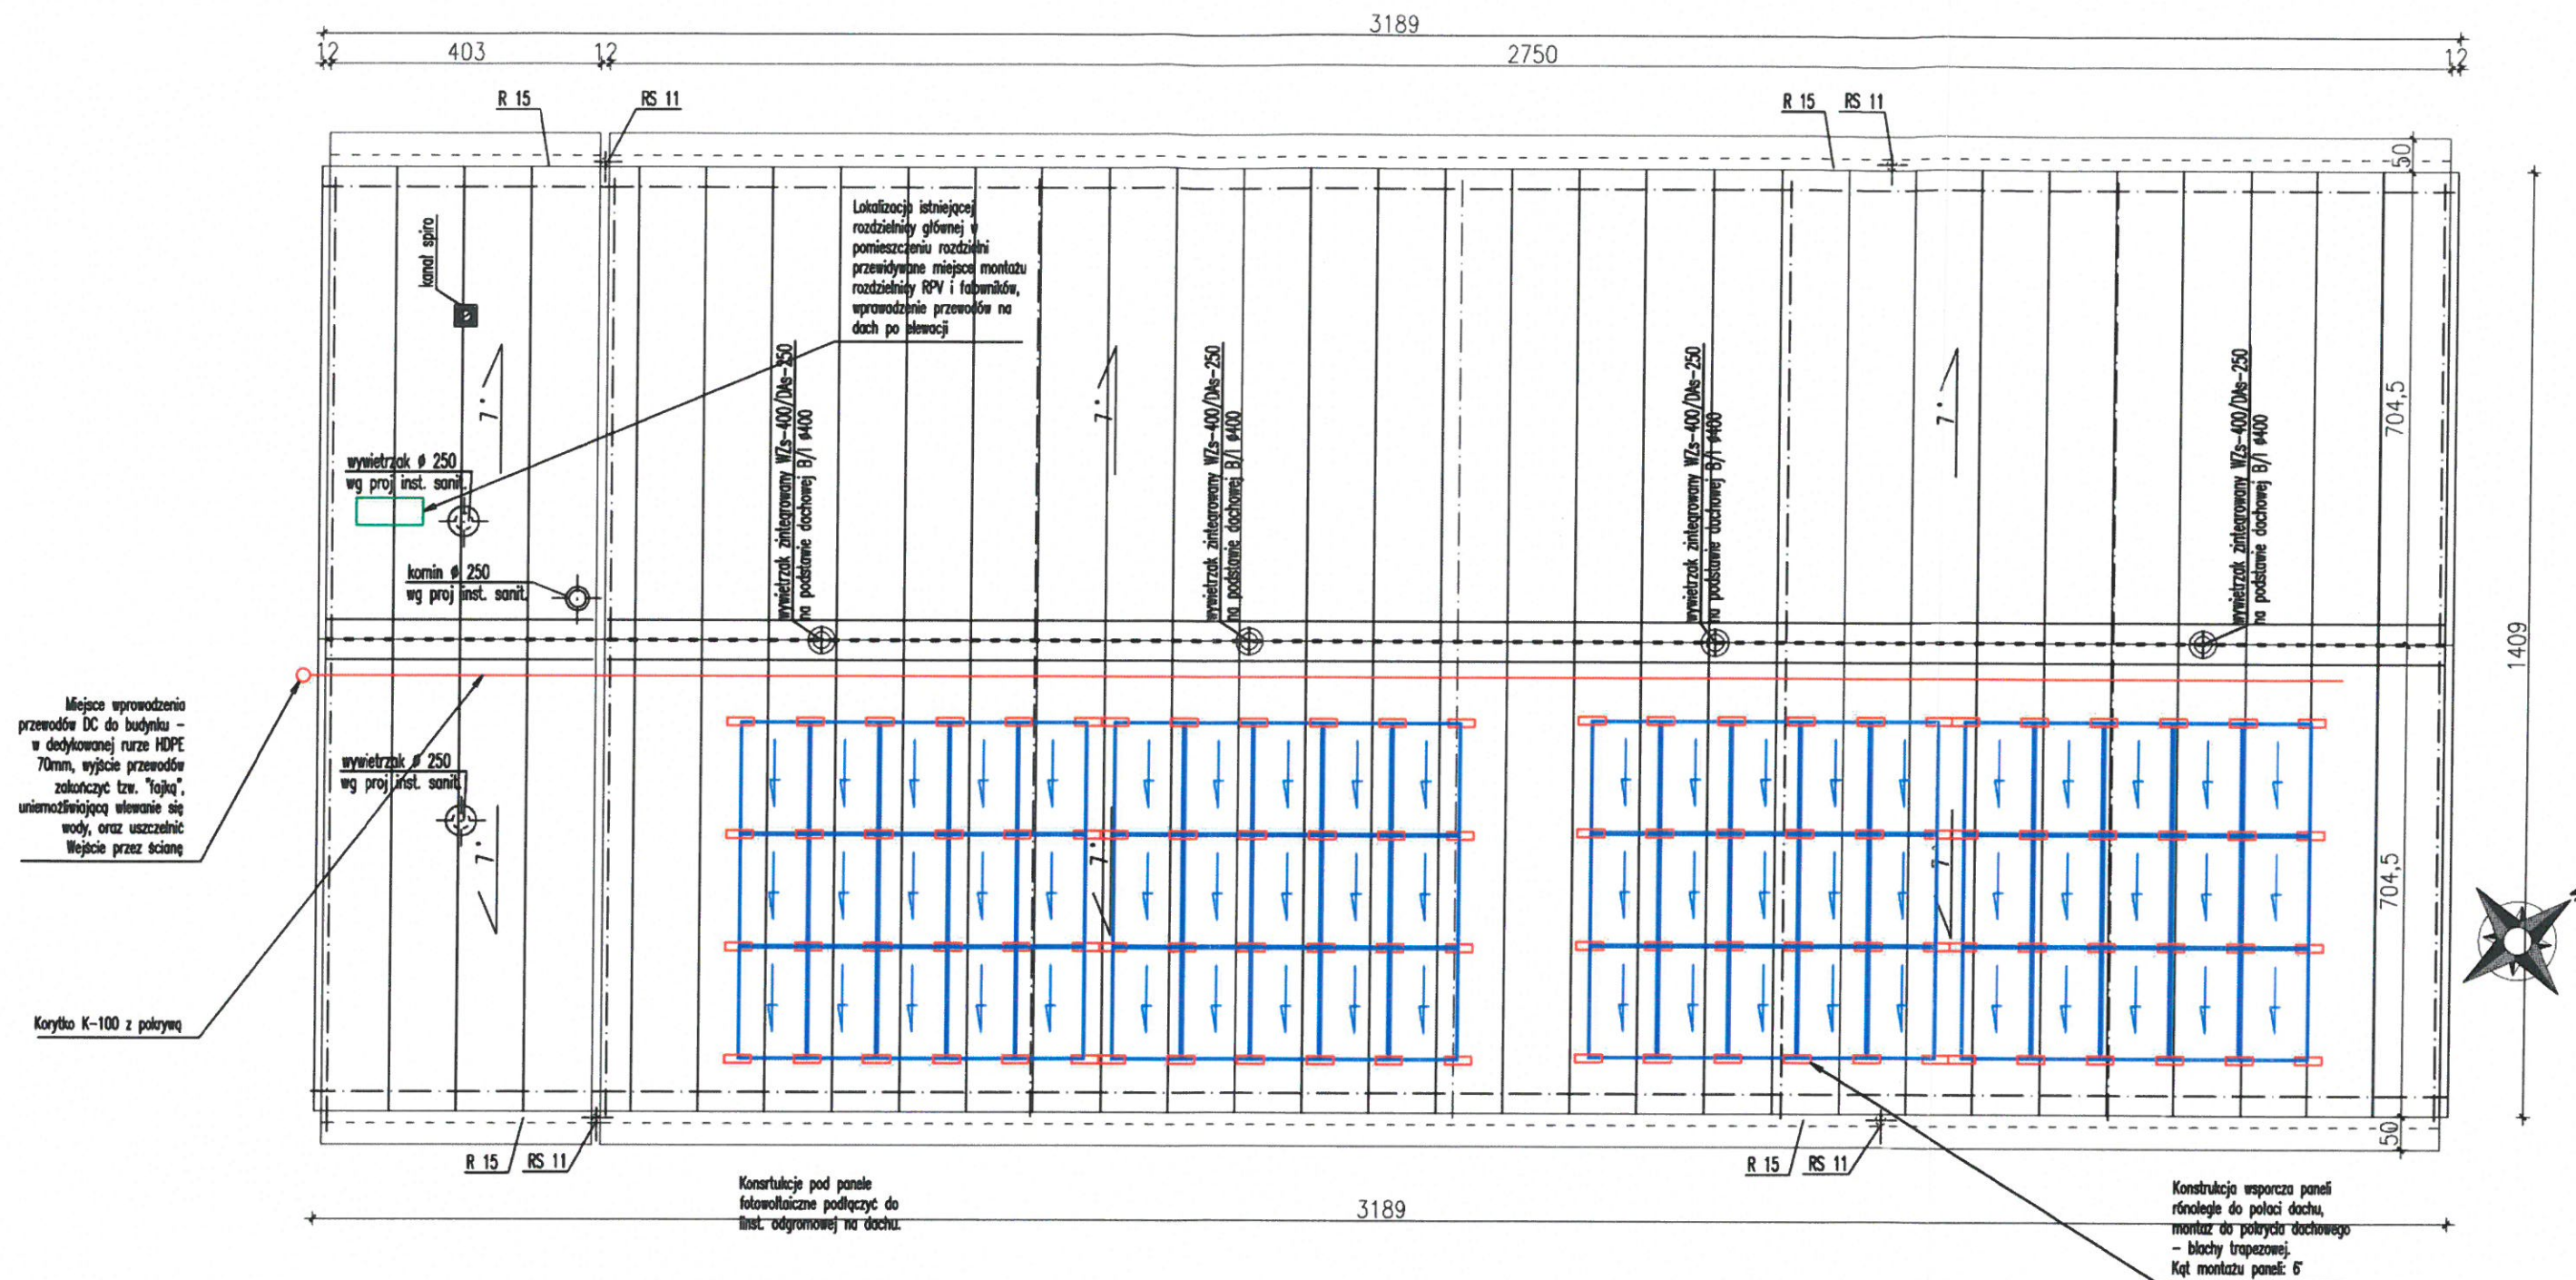 3189
12
403
12
2750
12
R 15
RS 11
R 15
RS 11
50
Lokalizacja istniejącej
rozdzielnicy głównej w
pomieszczeniu rozdzielni
przewidywane miejsce montażu
rozdzielnicy RPV i falowników,
wprowadzenie przewodów na
dach po elewacji
kanał spiro
7°
7°
7°
wywietrzak zintegrowany WZs-400/DAs-250
na podstawie dachowej B/I ø400
wywietrzak zintegrowany WZs-400/DAs-250
na podstawie dachowej B/I ø400
wywietrzak zintegrowany WZs-400/DAs-250
na podstawie dachowej B/I ø400
wywietrzak zintegrowany WZs-400/DAs-250
na podstawie dachowej B/I ø400
704,5
wywietrzak ø 250
wg proj inst. sanit.
komin ø 250
wg proj inst. sanit.
1409
Miejsce wprowadzenia
przewodów DC do budynku –
w dedykowanej rurze HDPE
70mm, wyjście przewodów
zakończyć tzw. "fajką",
uniemożliwiającą wlewanie się
wody, oraz uszczelnić
Wejście przez ścianę
wywietrzak ø 250
wg proj inst. sanit.
7°
7°
7
704,5
Korytko K-100 z pokrywą
50
R 15
RS 11
R 15
RS 11
Konsrtukcje pod panele
fotowoltaiczne podłączyć do
linst. odgromowej na dachu.
3189
Konstrukcja wsparcza paneli
rónolegle do połaci dachu,
montaż do pokrycia dachowego
– blachy trapezowej.
Kąt montażu paneli: 6°